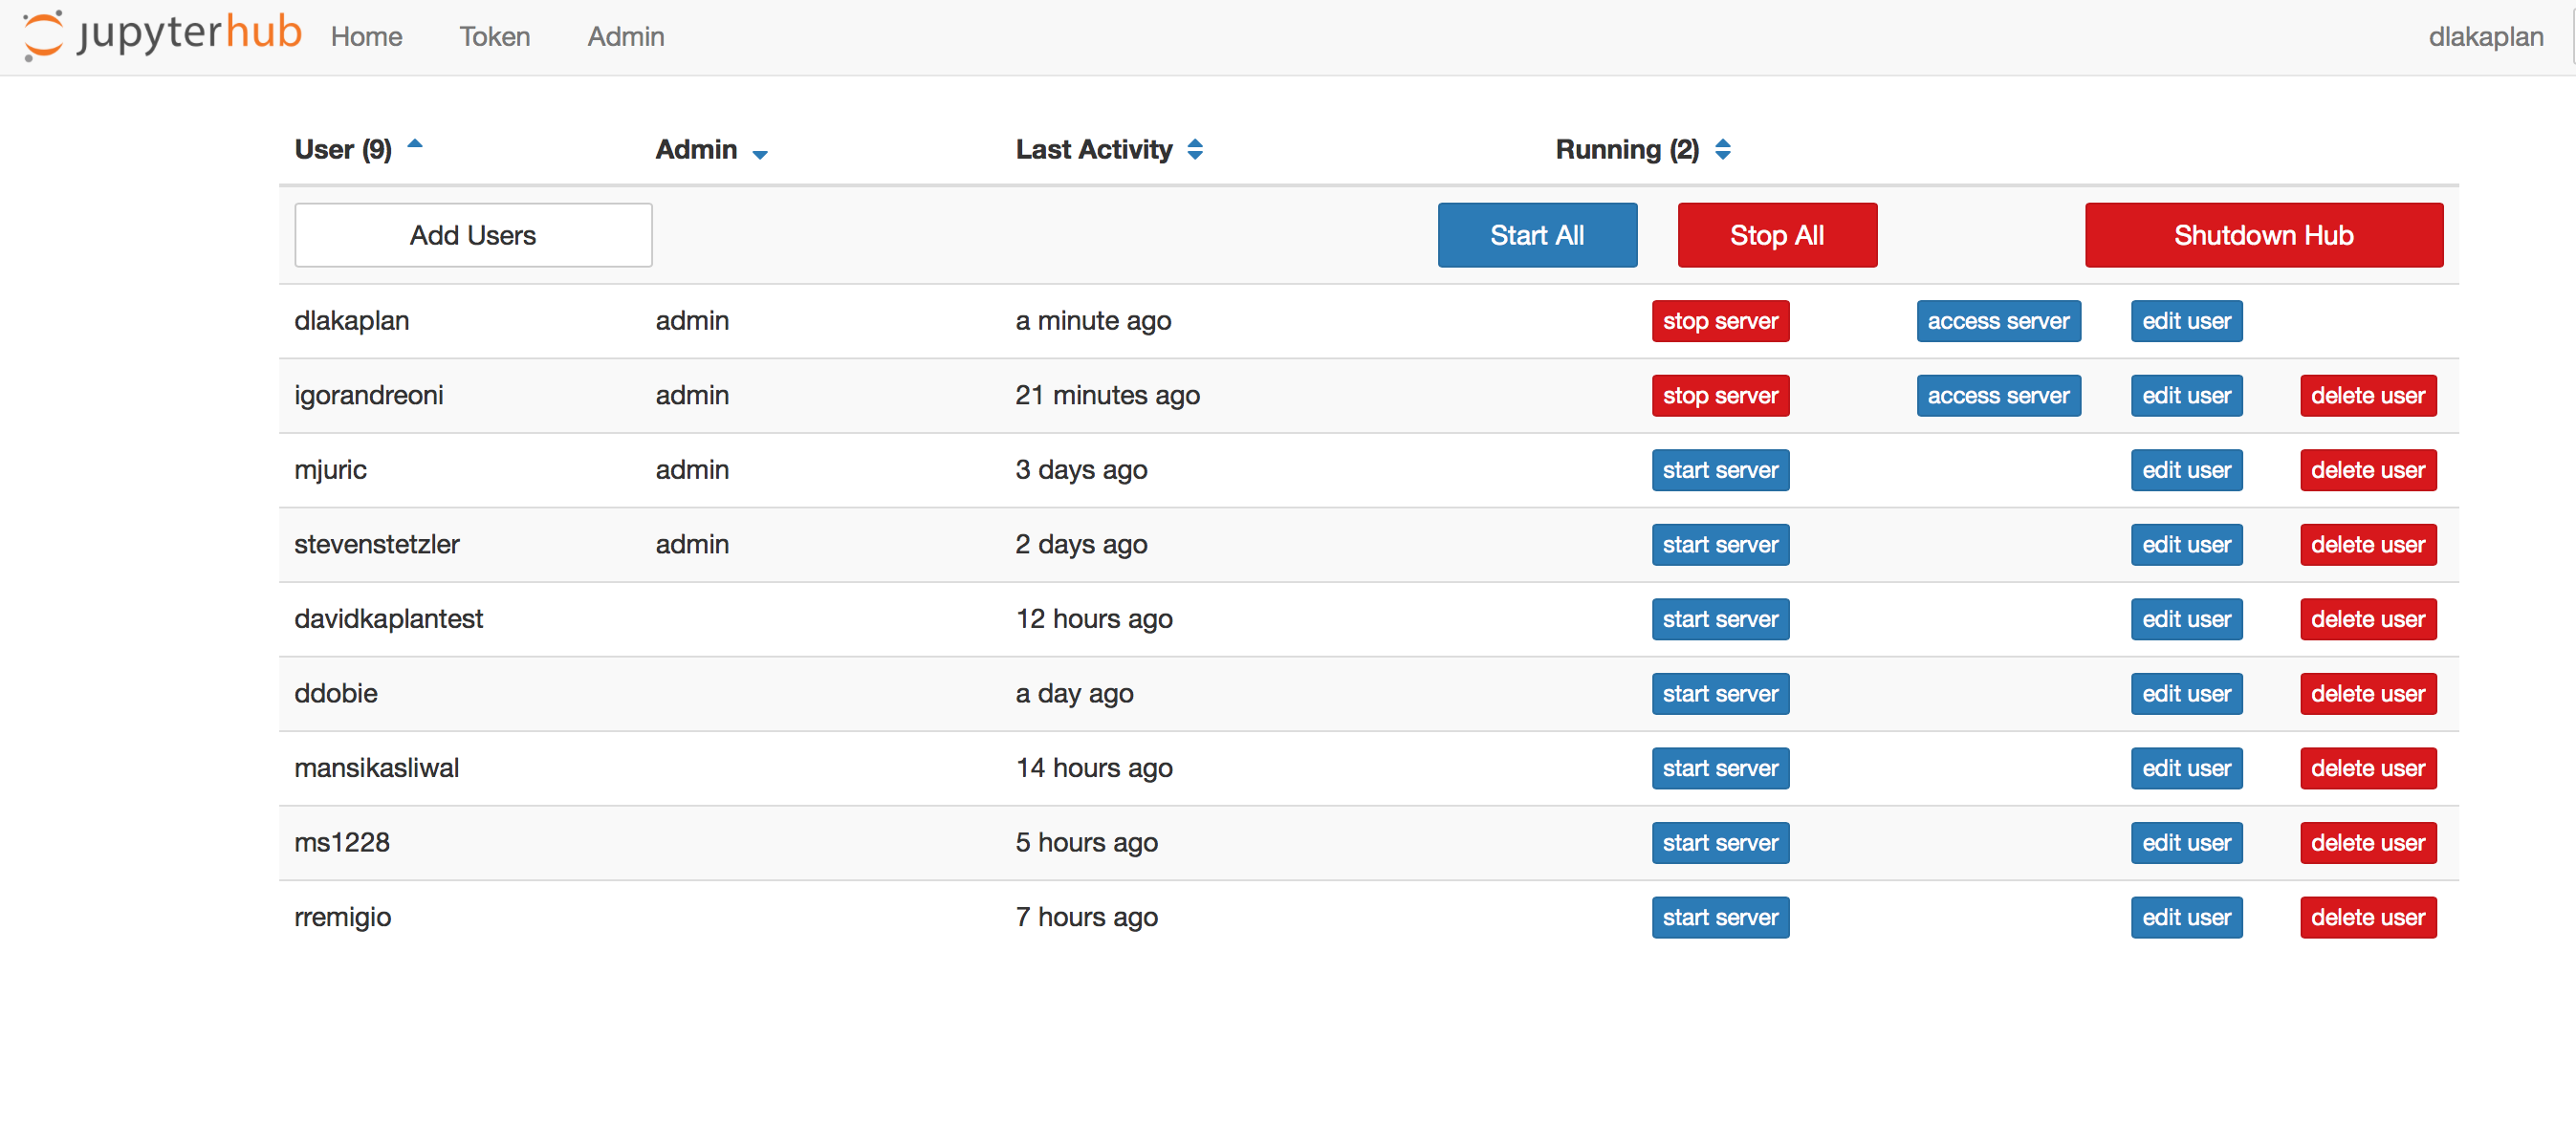 jupyterhub Home Token Admin dlakaplan
User (9) Admin Last Activity Running (2)
Add Users Start All Stop All Shutdown Hub
dlakaplan admin a minute ago stop server access server edit user
igorandreoni admin 21 minutes ago stop server access server edit user delete user
mjuric admin 3 days ago start server edit user delete user
stevenstetzler admin 2 days ago start server edit user delete user
davidkaplantest 12 hours ago start server edit user delete user
ddobie a day ago start server edit user delete user
mansikasliwal 14 hours ago start server edit user delete user
ms1228 5 hours ago start server edit user delete user
rremigio 7 hours ago start server edit user delete user